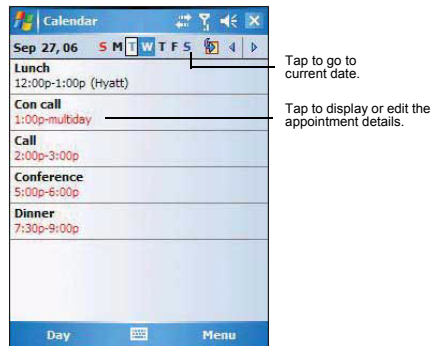 Calendar
Sep 27, 06 S M T W T F S
Tap to go to
current date.
Lunch
12:00p-1:00p (Hyatt)
Con call
1:00p-multiday
Tap to display or edit the
appointment details.
Call
2:00p-3:00p
Conference
5:00p-6:00p
Dinner
7:30p-9:00p
Day Menu